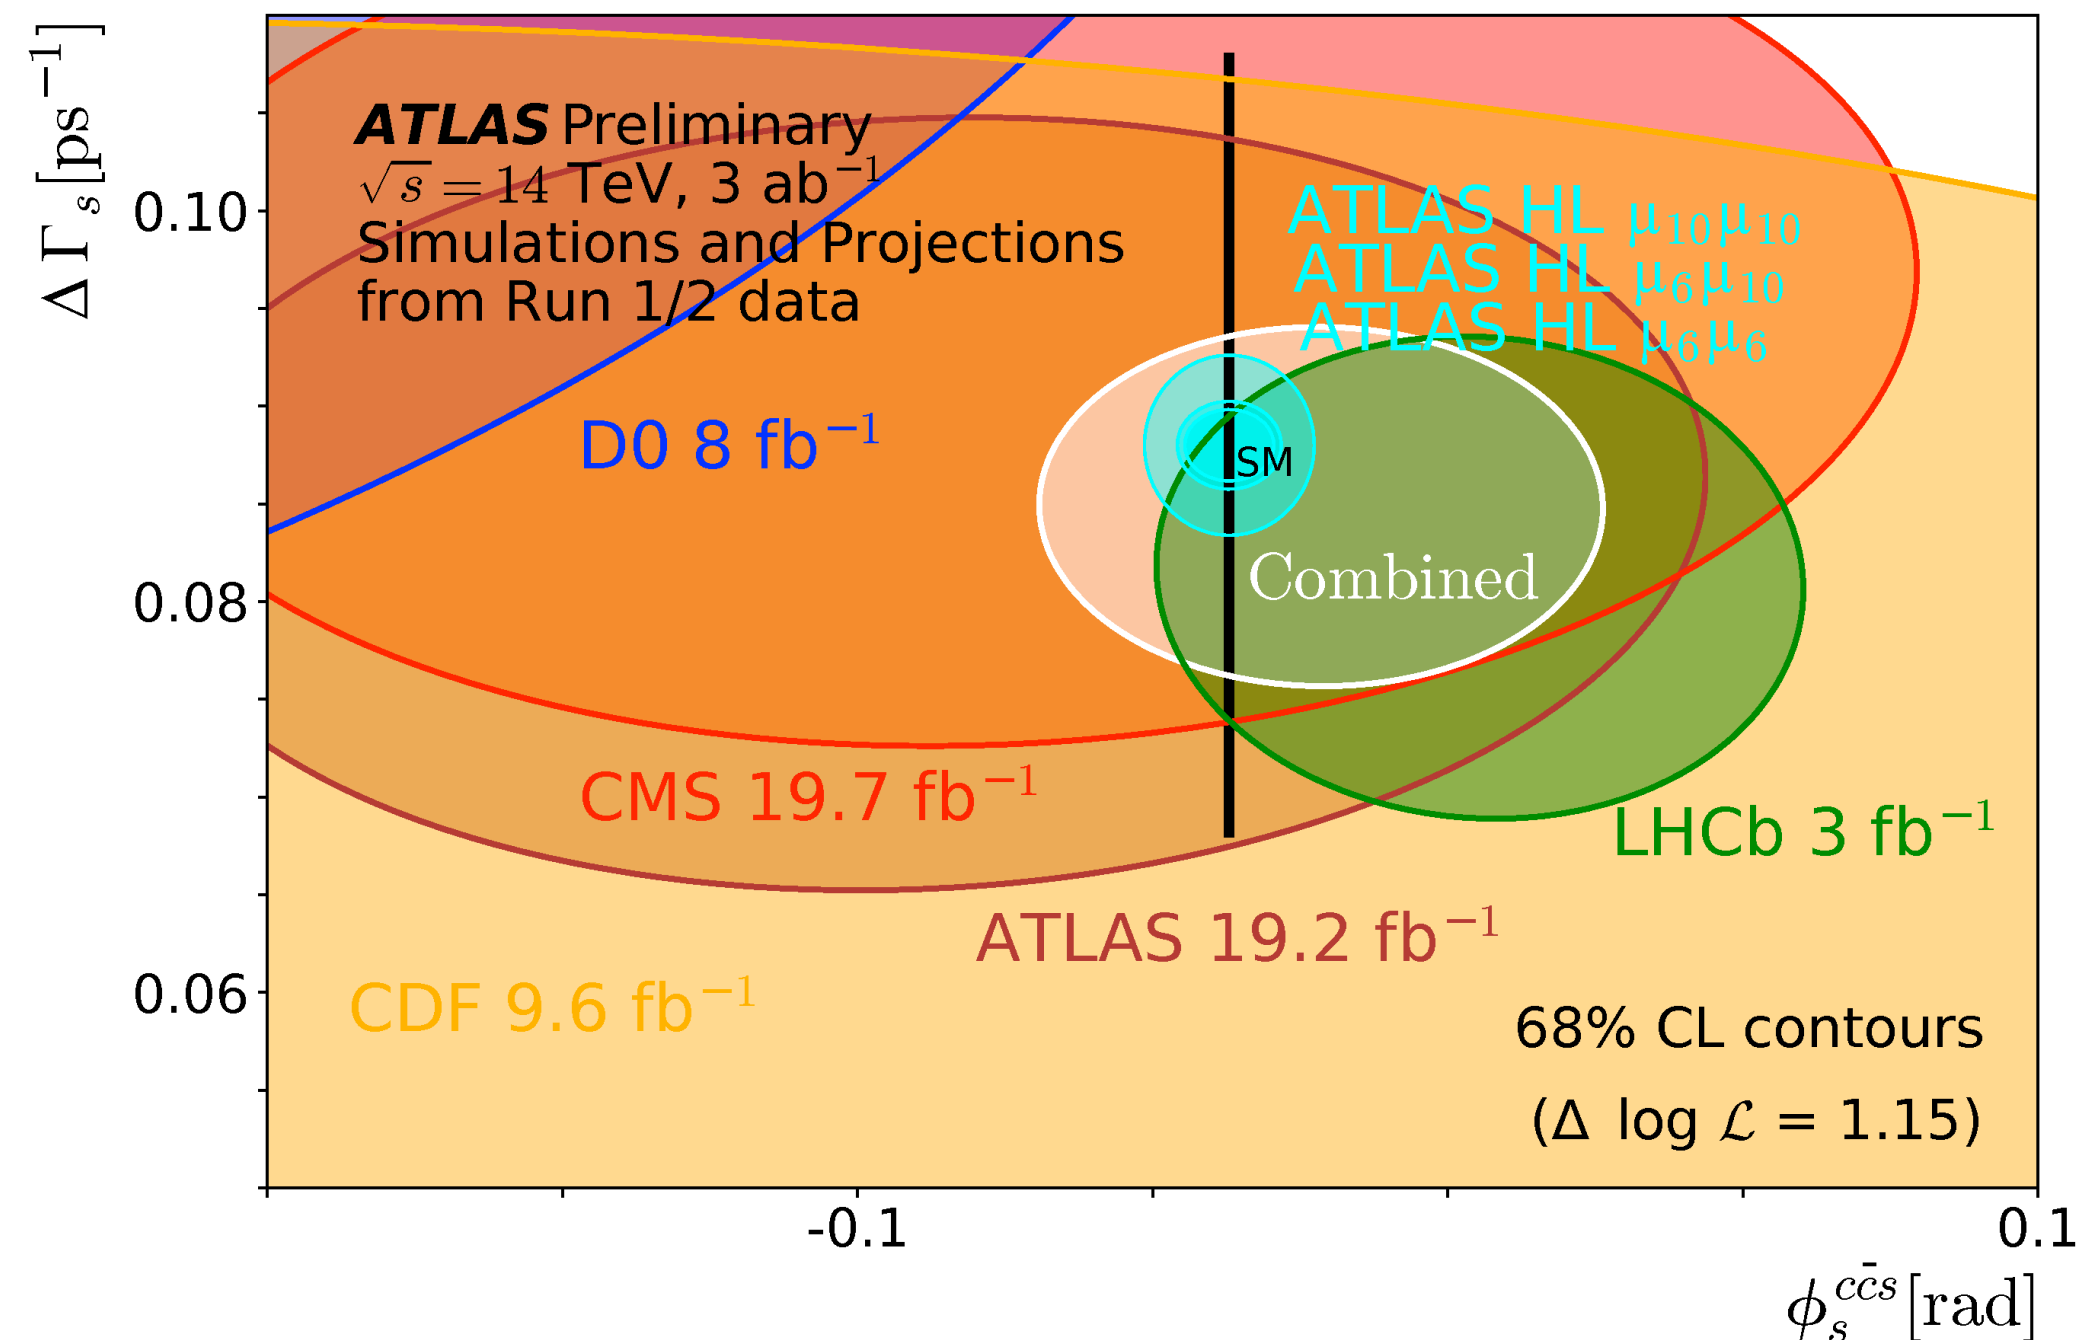 ΔΓₛ[ps⁻¹]
0.10
0.08
0.06
ATLAS Preliminary
√s = 14 TeV, 3 ab⁻¹
Simulations and Projections
from Run 1/2 data
ATLAS HL μ₁₀μ₁₀
ATLAS HL μ₆μ₁₀
ATLAS HL μ₆μ₆
D0 8 fb⁻¹
SM
Combined
CMS 19.7 fb⁻¹
LHCb 3 fb⁻¹
ATLAS 19.2 fb⁻¹
CDF 9.6 fb⁻¹
68% CL contours
(Δ log ℒ = 1.15)
-0.1
0.1
ϕₛ^{cc̄s}[rad]